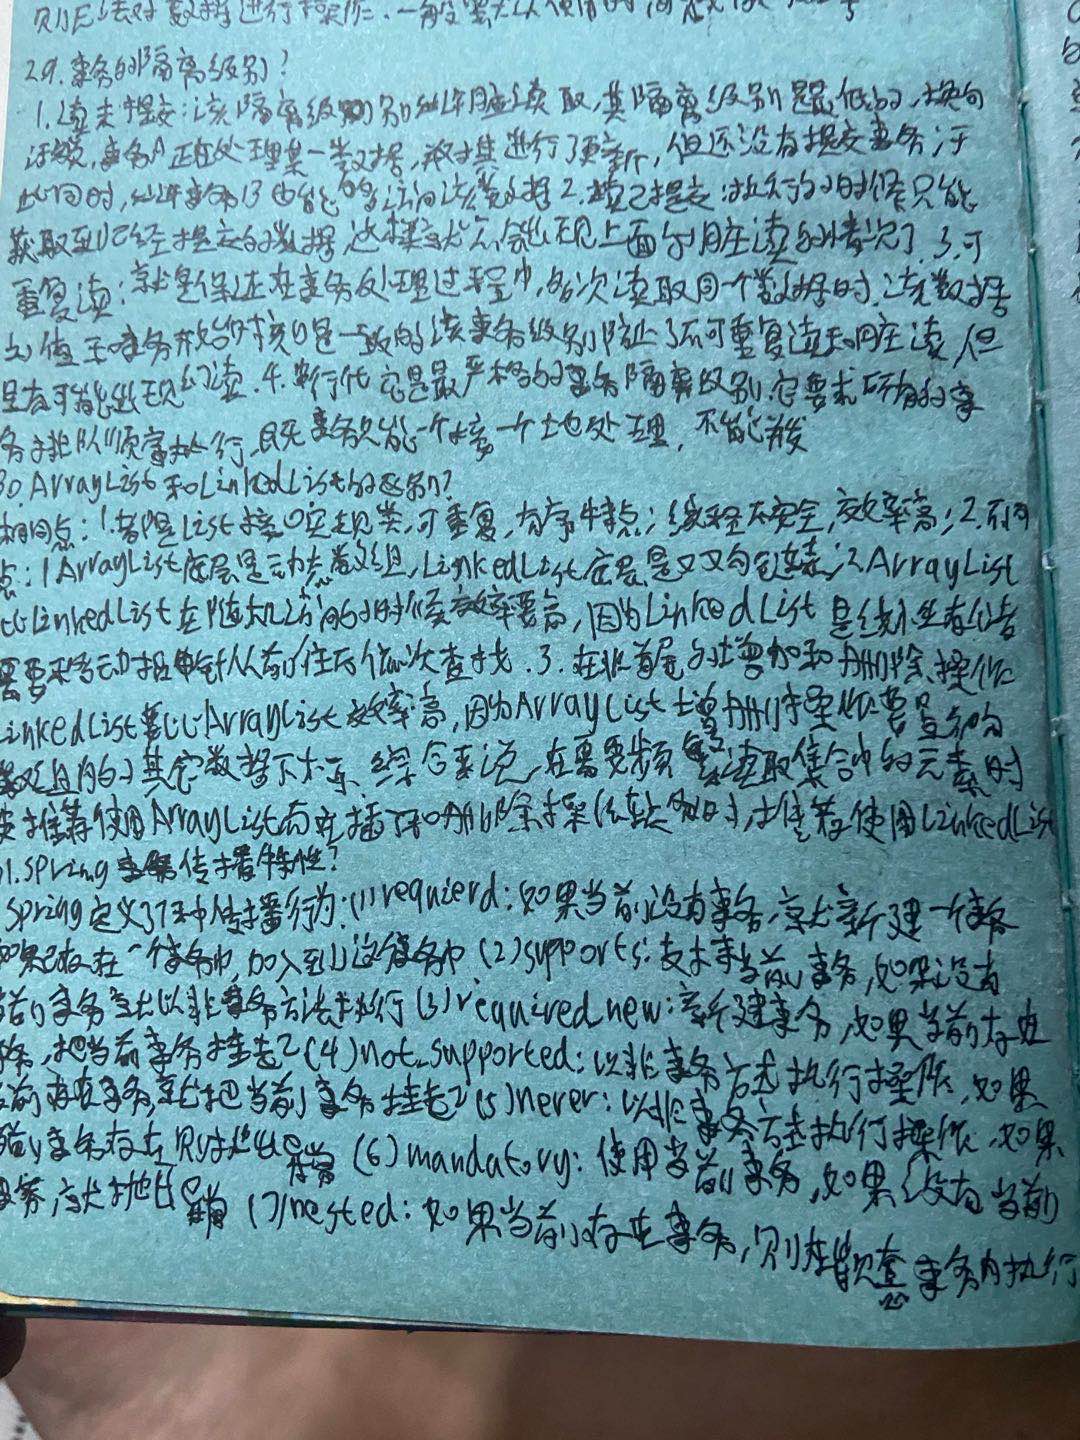 29.事务的隔离级别?
1.读未提交:该隔离级别 脏读取,其隔离级别最低的,换句
话说,事务A正在处理某一数据,对其进行了更新,但还没有提交事务,于
此同时,事务B也能够访问该数据 2.读已提交:执行的时候只能
获取到已经提交的数据,这样就不会出现上面的脏读的情况了.3.可
重复读:就是保证在事务处理过程中,多次读取同一个数据时,该数据
的值和事务开始时 是一致的该事务级别防止了不可重复读和脏读,但
是有可能出现幻读.4.串行化 它是最严格的事务隔离级别,它要求所有的事
务排队顺序执行,既 事务只能一个接一个地处理,不能并发
30.ArrayList和LinkedList的区别?
相同点:1.都是List接口实现类,可重复,有序特点;线程不安全,效率高;2.不同
点:1ArrayList底层是动态数组,LinkedList底层是双向链表;2.ArrayList
比LinkedList在随机访问的时候效率要高,因为LinkedList是线性存储
需要移动指针从前往后依次查找.3.在非首尾的增加和删除操作
LinkedList要比ArrayList效率高,因为ArrayList增删操作要影响
数组内的其它数据下标 综合来说,在需要频繁读取集合中的元素时
更推荐使用ArrayList而在插入和删除操作较多时,推荐使用LinkedList
31.Spring事务传播特性?
Spring定义了7种传播行为:(1)requierd:如果当前没有事务,就新建一个事务
如果已存在一个事务中,加入到这个事务中(2)supports:支持当前事务,如果没有
当前事务就以非事务方法执行(3)required_new:新建事务,如果当前存在
事务,把当前事务挂起(4)not_supported:以非事务方式执行操作,如果
当前存在事务,就把当前事务挂起(5)never:以非事务方式执行操作,如果
当前事务存在则抛出异常(6)mandatory:使用当前事务,如果没有当前
事务,就抛出异常(7)nested:如果当前存在事务,则在嵌套事务内执行